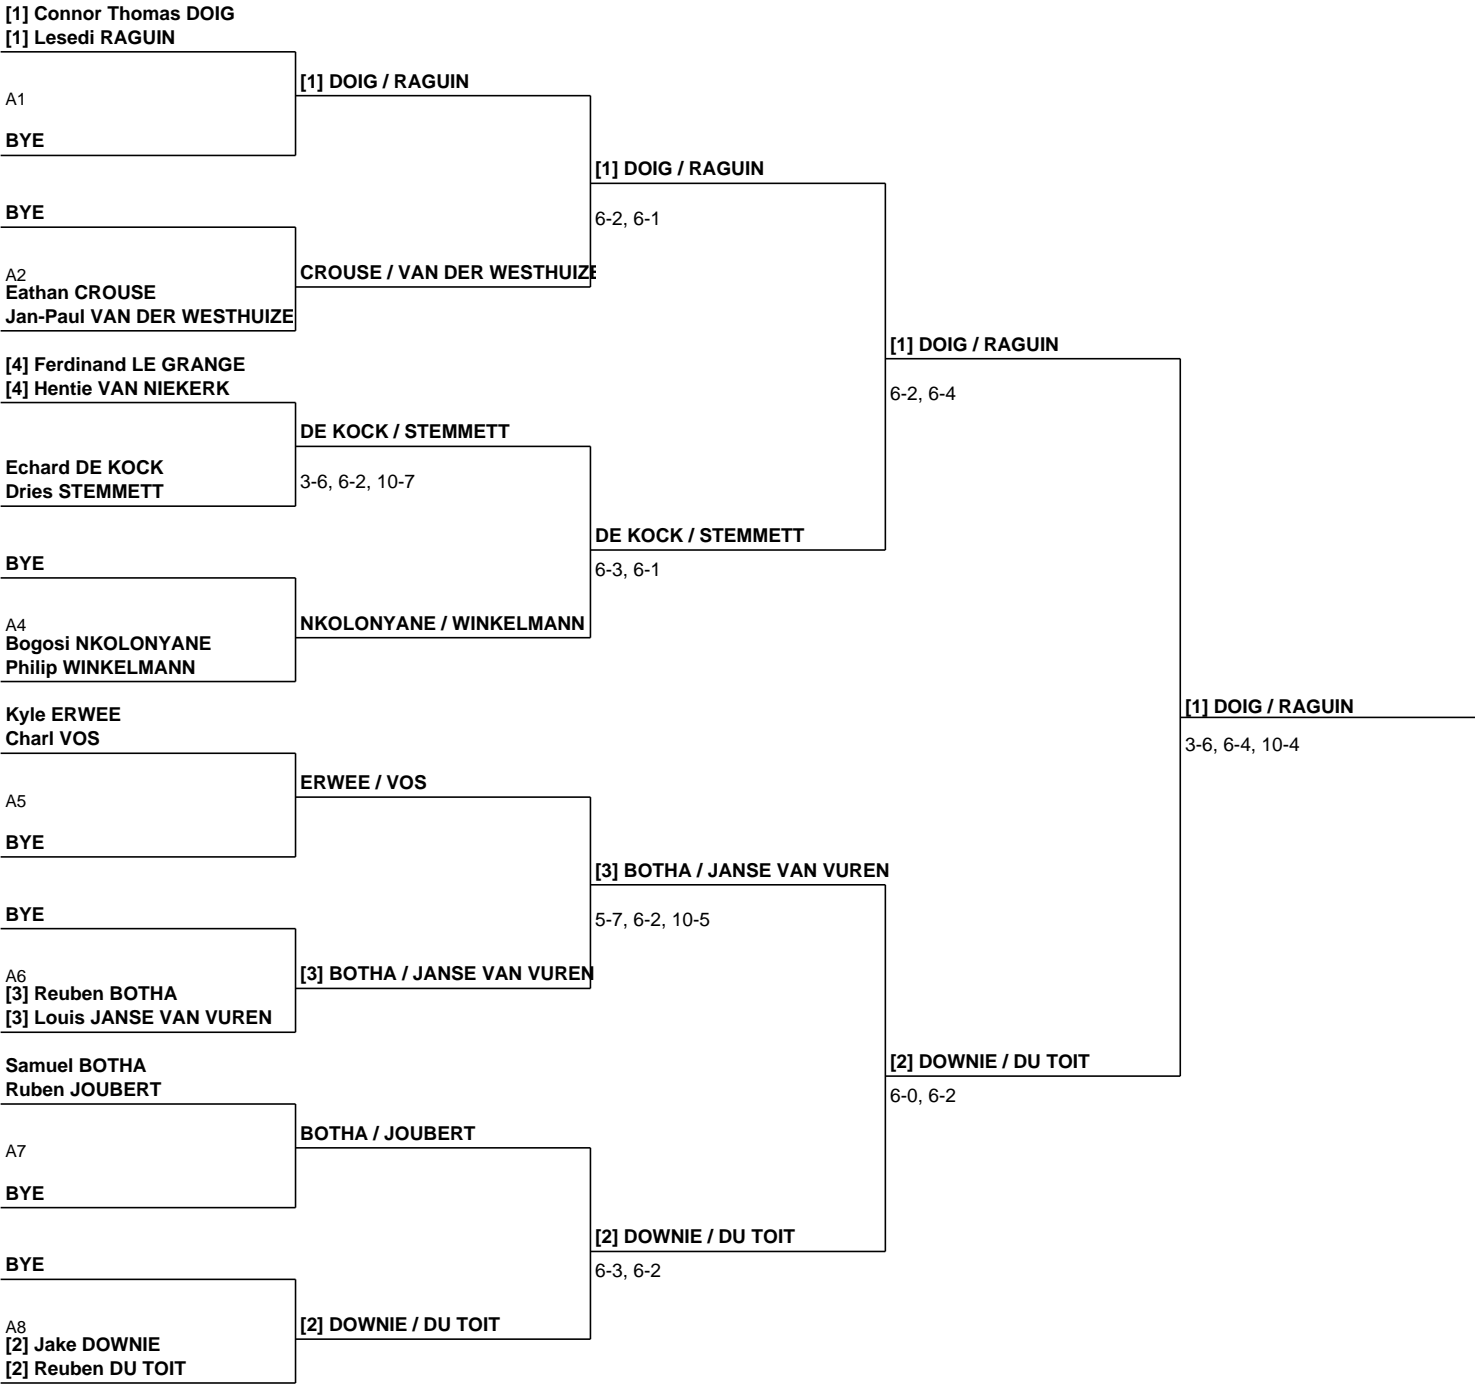 [1] Connor Thomas DOIG
[1] Lesedi RAGUIN
A1
BYE
BYE
A2
Eathan CROUSE
Jan-Paul VAN DER WESTHUIZE
[4] Ferdinand LE GRANGE
[4] Hentie VAN NIEKERK
Echard DE KOCK
Dries STEMMETT
BYE
A4
Bogosi NKOLONYANE
Philip WINKELMANN
Kyle ERWEE
Charl VOS
A5
BYE
BYE
A6
[3] Reuben BOTHA
[3] Louis JANSE VAN VUREN
Samuel BOTHA
Ruben JOUBERT
A7
BYE
BYE
A8
[2] Jake DOWNIE
[2] Reuben DU TOIT
[1] DOIG / RAGUIN
CROUSE / VAN DER WESTHUIZE
DE KOCK / STEMMETT
3-6, 6-2, 10-7
NKOLONYANE / WINKELMANN
ERWEE / VOS
[3] BOTHA / JANSE VAN VUREN
BOTHA / JOUBERT
[2] DOWNIE / DU TOIT
[1] DOIG / RAGUIN
6-2, 6-1
DE KOCK / STEMMETT
6-3, 6-1
[3] BOTHA / JANSE VAN VUREN
5-7, 6-2, 10-5
[2] DOWNIE / DU TOIT
6-3, 6-2
[1] DOIG / RAGUIN
6-2, 6-4
[2] DOWNIE / DU TOIT
6-0, 6-2
[1] DOIG / RAGUIN
3-6, 6-4, 10-4